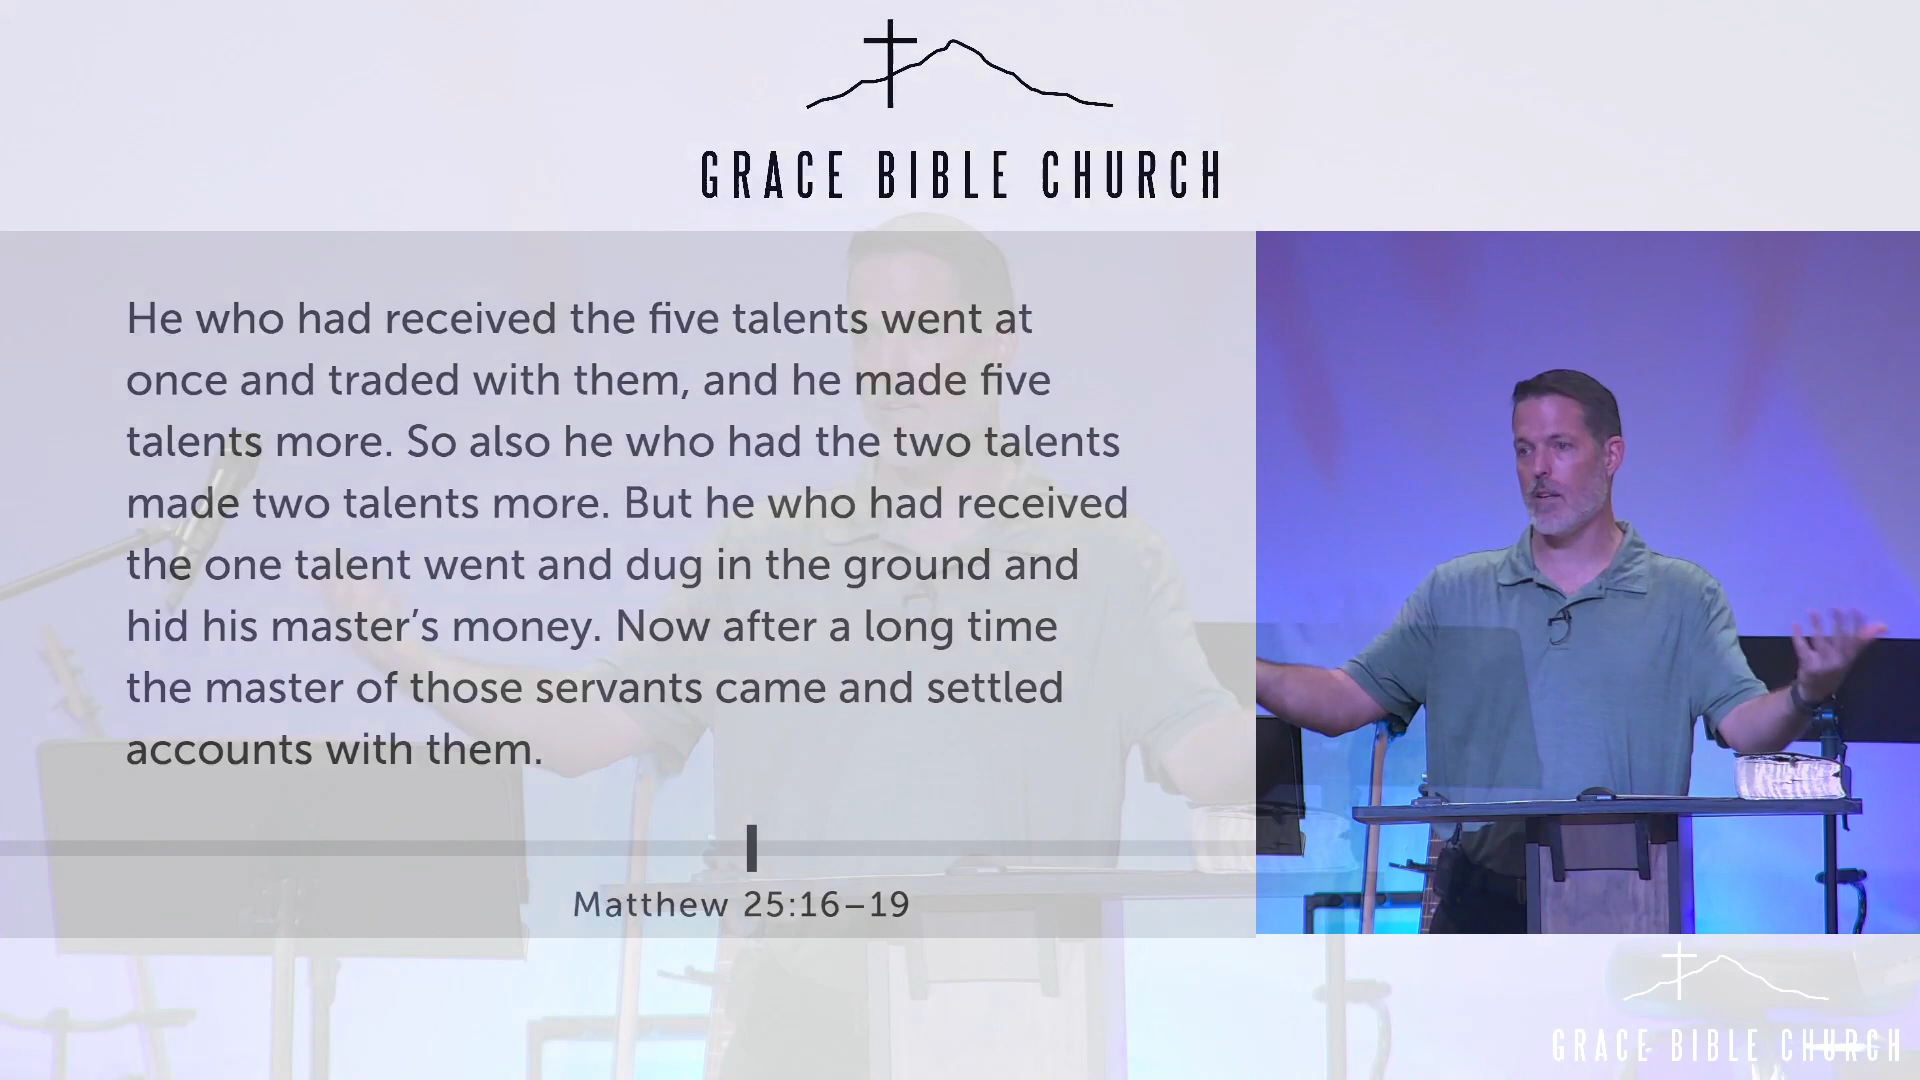 GRACE BIBLE CHURCH
He who had received the five talents went at
once and traded with them, and he made five
talents more. So also he who had the two talents
made two talents more. But he who had received
the one talent went and dug in the ground and
hid his master’s money. Now after a long time
the master of those servants came and settled
accounts with them.
Matthew 25:16–19
GRACE BIBLE CHURCH